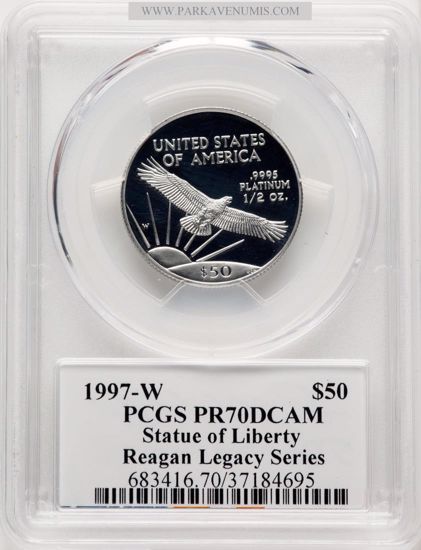 WWW.PARKAVENUMIS.COM
UNITED STATES
OF AMERICA
.9995
PLATINUM
1/2 OZ.
W
$50
1997-W $50
PCGS PR70DCAM
Statue of Liberty
Reagan Legacy Series
683416.70/37184695